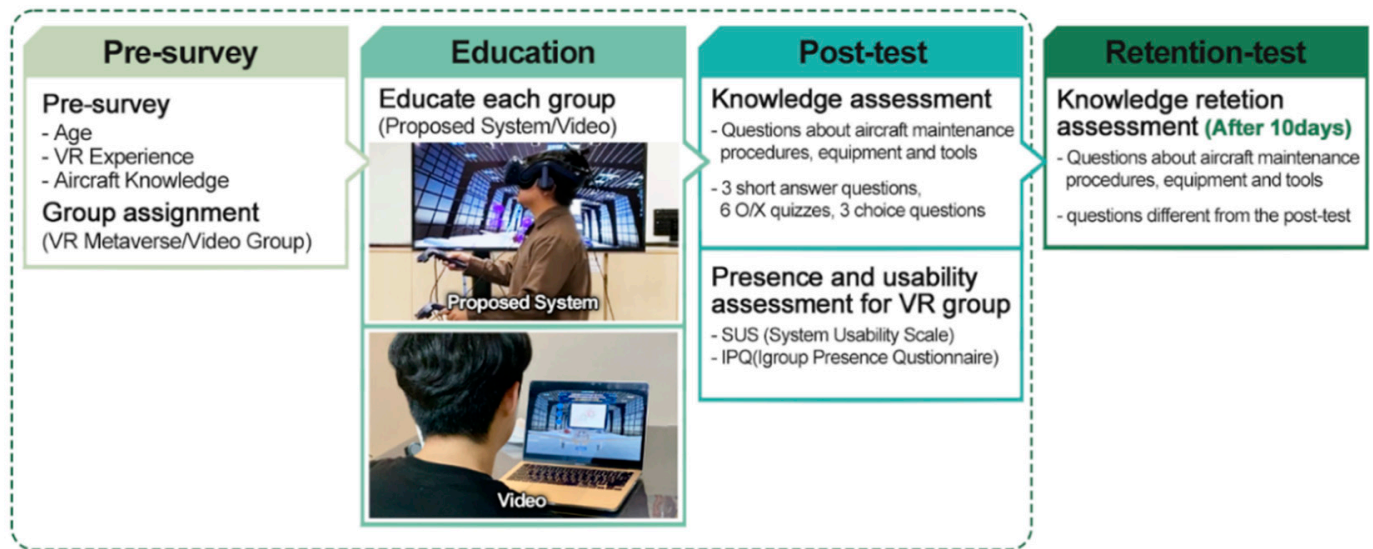 Pre-survey
Pre-survey
- Age
- VR Experience
- Aircraft Knowledge
Group assignment
(VR Metaverse/Video Group)
Education
Educate each group
(Proposed System/Video)
Proposed System
Video
Post-test
Knowledge assessment
- Questions about aircraft maintenance
procedures, equipment and tools
- 3 short answer questions,
6 O/X quizzes, 3 choice questions
Presence and usability
assessment for VR group
- SUS (System Usability Scale)
- IPQ(Igroup Presence Qustionnaire)
Retention-test
Knowledge retetion
assessment (After 10days)
- Questions about aircraft maintenance
procedures, equipment and tools
- questions different from the post-test